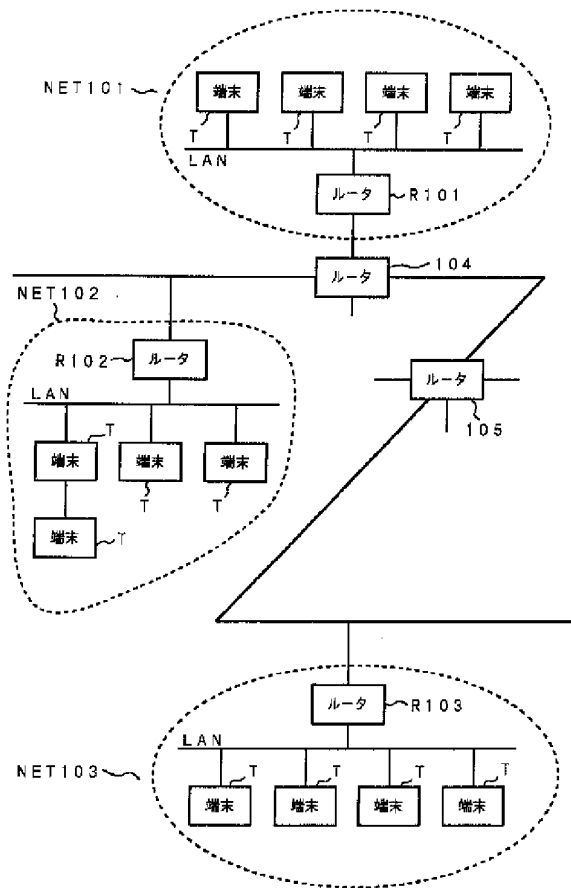 NET101
端末 端末 端末 端末
T T T T
LAN
ルータ R101
ルータ 104
NET102
R102 ルータ
ルータ
105
LAN
T
端末 端末 端末
T T
端末 T
ルータ R103
LAN
NET103
T T T T
端末 端末 端末 端末